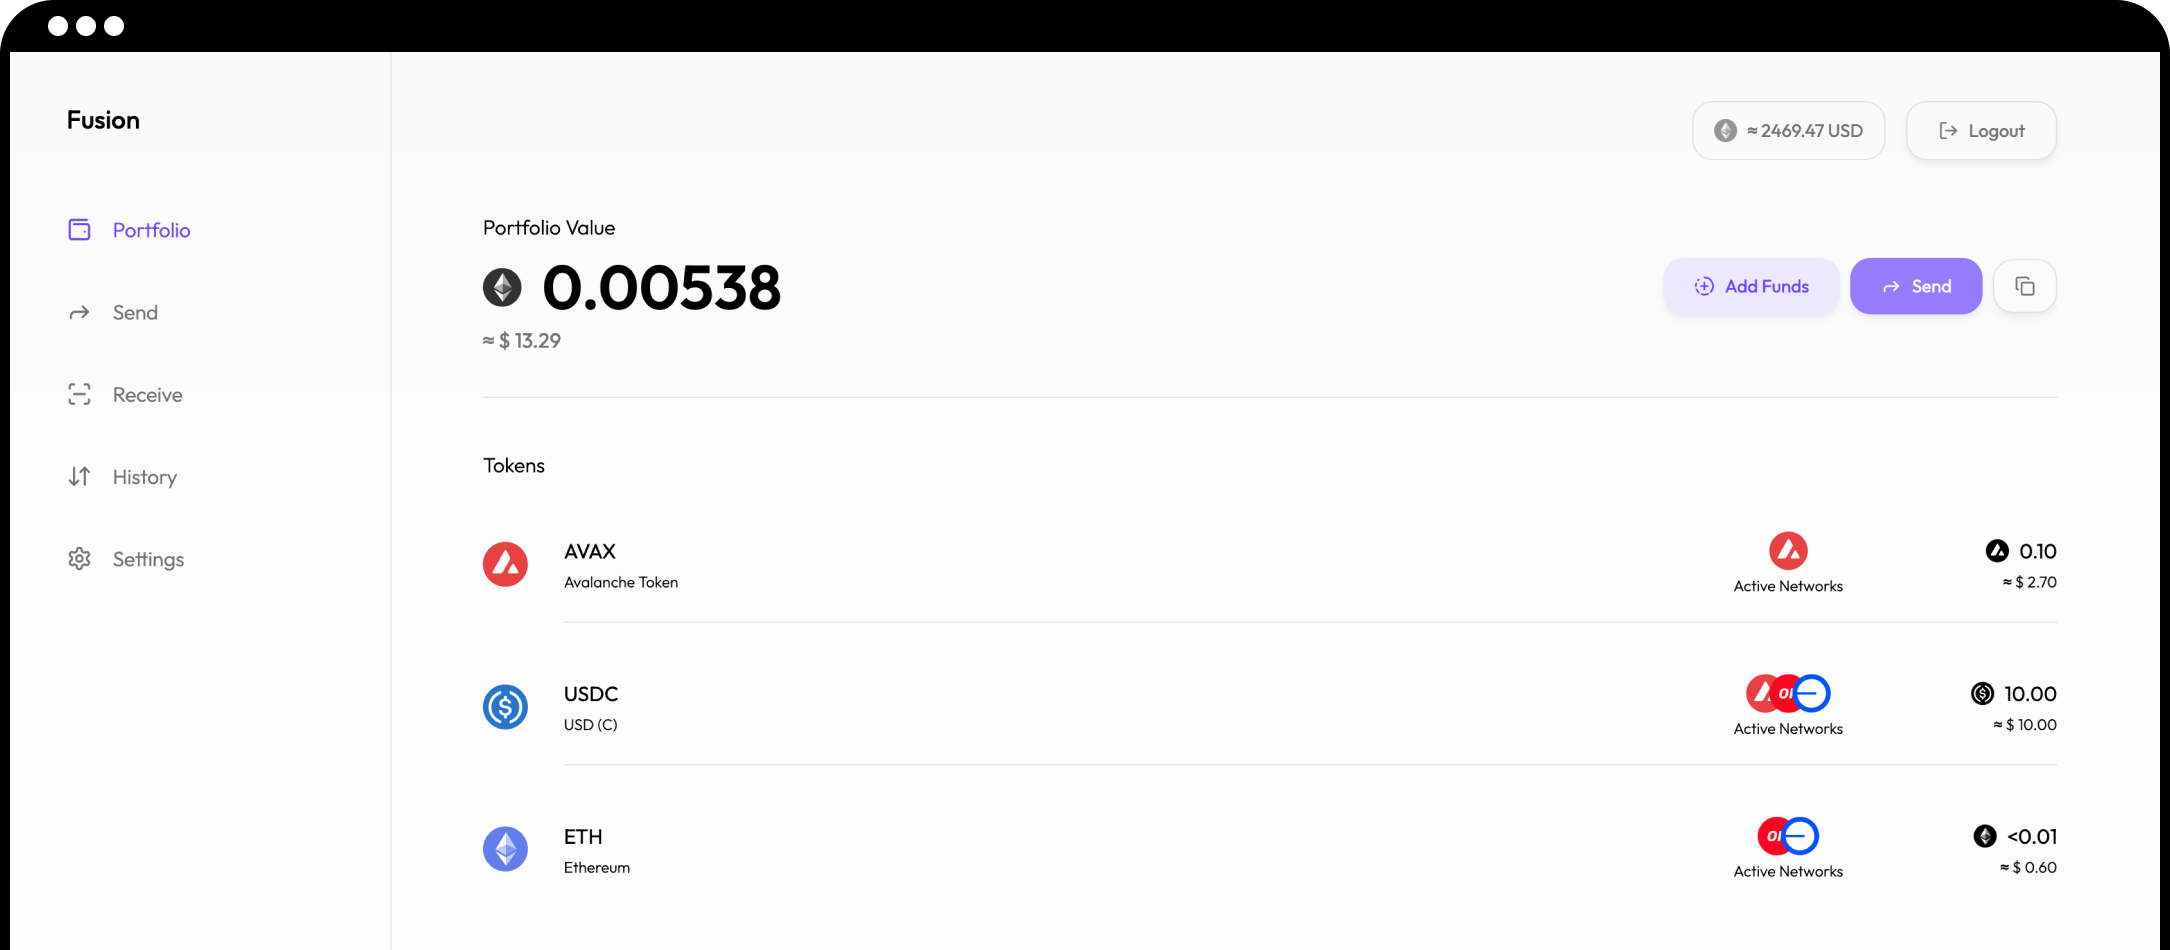 Fusion
≈ 2469.47 USD
Logout
Portfolio
Send
Receive
History
Settings
Portfolio Value
0.00538
≈ $ 13.29
Add Funds
Send
Tokens
AVAX
Avalanche Token
Active Networks
0.10
≈ $ 2.70
USDC
USD (C)
Active Networks
10.00
≈ $ 10.00
ETH
Ethereum
Active Networks
<0.01
≈ $ 0.60